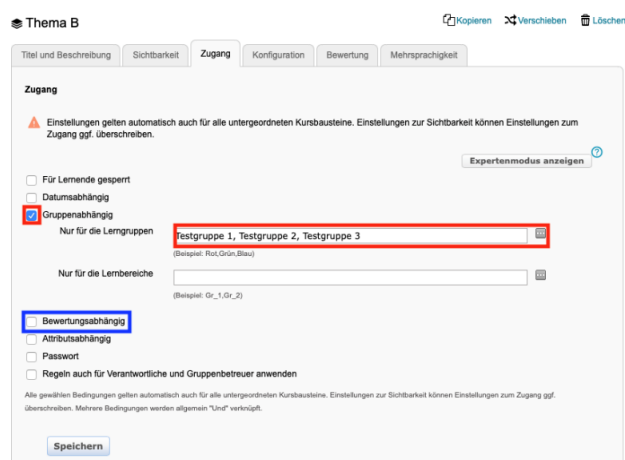 Thema B
Kopieren Verschieben Löschen
Titel und Beschreibung Sichtbarkeit Zugang Konfiguration Bewertung Mehrsprachigkeit
Zugang
Einstellungen gelten automatisch auch für alle untergeordneten Kursbausteine. Einstellungen zur Sichtbarkeit können Einstellungen zum
Zugang ggf. überschreiben.
Expertenmodus anzeigen ?
Für Lernende gesperrt
Datumsabhängig
Gruppenabhängig
Nur für die Lerngruppen Testgruppe 1, Testgruppe 2, Testgruppe 3
(Beispiel: Rot,Grün,Blau)
Nur für die Lernbereiche
(Beispiel: Gr_1,Gr_2)
Bewertungsabhängig
Attributsabhängig
Passwort
Regeln auch für Verantwortliche und Gruppenbetreuer anwenden
Alle gewählen Bedingungen gelten automatisch auch für alle untergeordneten Kursbausteine. Einstellungen zur Sichtbarkeit können Einstellungen zum Zugang ggf.
überschreiben. Mehrere Bedingungen werden allgemein "Und" verknüpft.
Speichern